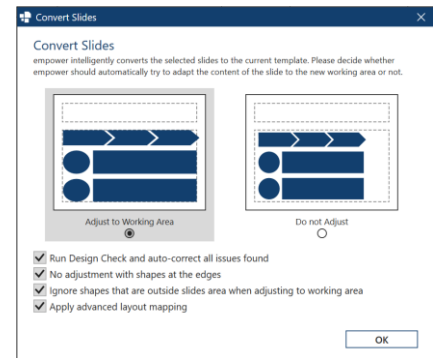 Convert Slides
Convert Slides
empower intelligently converts the selected slides to the current template. Please decide whether
empower should automatically try to adapt the content of the slide to the new working area or not.
Adjust to Working Area
Do not Adjust
Run Design Check and auto-correct all issues found
No adjustment with shapes at the edges
Ignore shapes that are outside slides area when adjusting to working area
Apply advanced layout mapping
OK